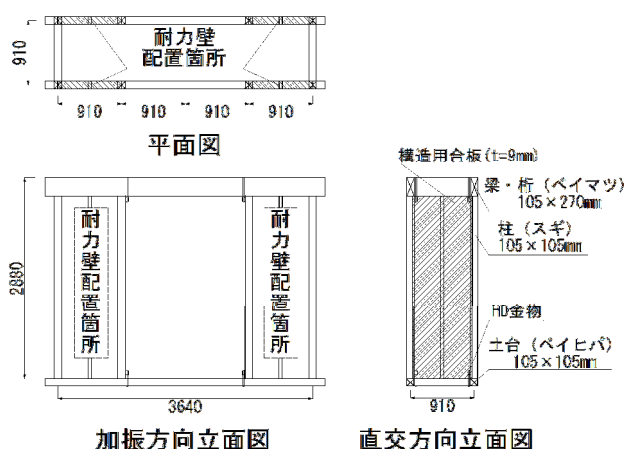 耐力壁
配置箇所
910
910
910
910
910
平面図
構造用合板(t=9mm)
梁・桁 (ベイマツ)
105×270mm
柱 (スギ)
105×105mm
耐力壁配置箇所
耐力壁配置箇所
2880
HD金物
土台 (ベイヒバ)
105×105mm
3640
910
加振方向立面図
直交方向立面図